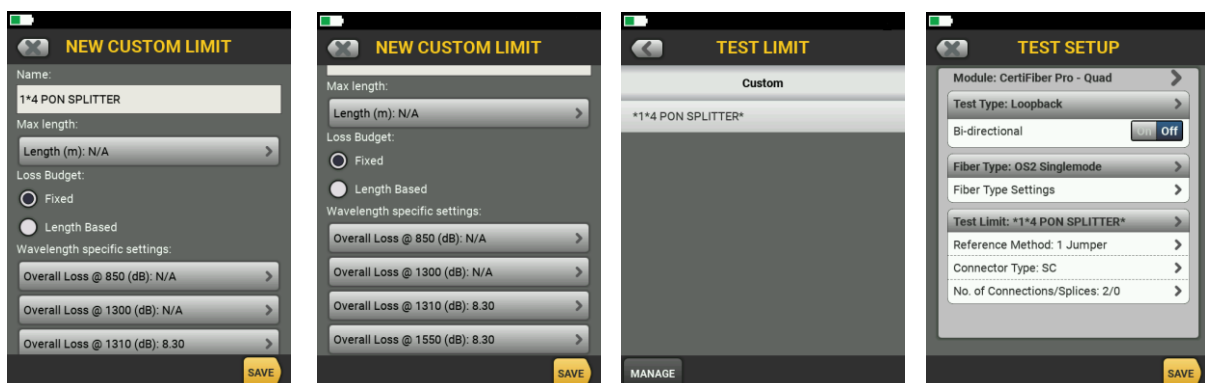 NEW CUSTOM LIMIT
Name:
1*4 PON SPLITTER
Max length:
Length (m): N/A
Loss Budget:
Fixed
Length Based
Wavelength specific settings:
Overall Loss @ 850 (dB): N/A
Overall Loss @ 1300 (dB): N/A
Overall Loss @ 1310 (dB): 8.30
SAVE
NEW CUSTOM LIMIT
Max length:
Length (m): N/A
Loss Budget:
Fixed
Length Based
Wavelength specific settings:
Overall Loss @ 850 (dB): N/A
Overall Loss @ 1300 (dB): N/A
Overall Loss @ 1310 (dB): 8.30
Overall Loss @ 1550 (dB): 8.30
SAVE
TEST LIMIT
Custom
*1*4 PON SPLITTER*
MANAGE
TEST SETUP
Module: CertiFiber Pro - Quad
Test Type: Loopback
Bi-directional On Off
Fiber Type: OS2 Singlemode
Fiber Type Settings
Test Limit: *1*4 PON SPLITTER*
Reference Method: 1 Jumper
Connector Type: SC
No. of Connections/Splices: 2/0
SAVE